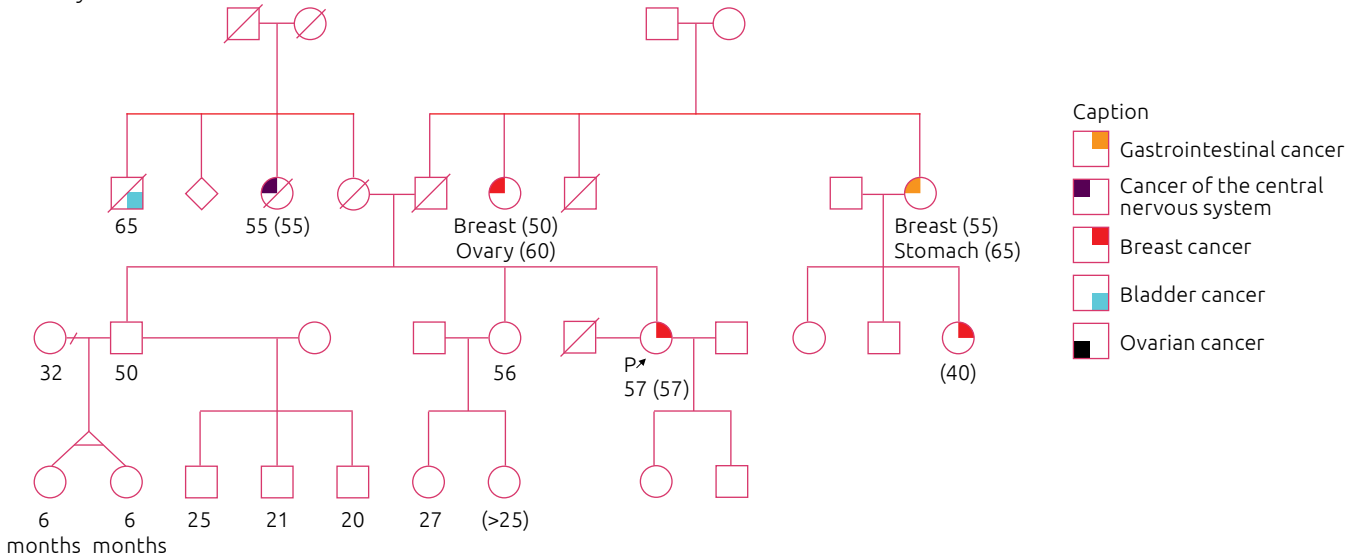 65
55 (55)
Breast (50)
Ovary (60)
Breast (55)
Stomach (65)
32
50
56
P
57 (57)
(40)
6
months
6
months
25
21
20
27
(>25)
Caption
Gastrointestinal cancer
Cancer of the central
nervous system
Breast cancer
Bladder cancer
Ovarian cancer